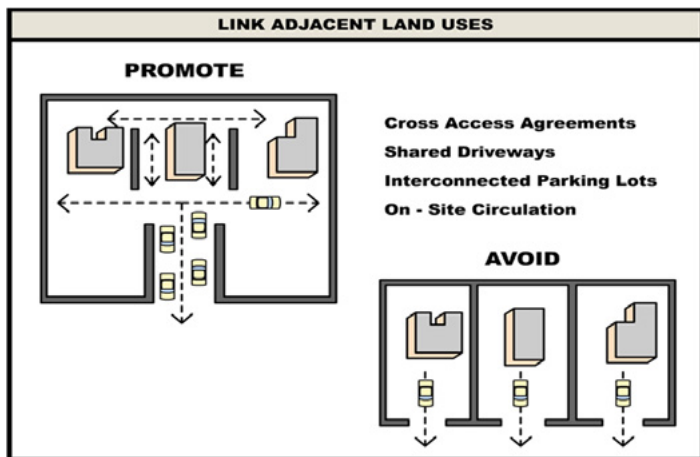 LINK ADJACENT LAND USES
PROMOTE
Cross Access Agreements
Shared Driveways
Interconnected Parking Lots
On - Site Circulation
AVOID